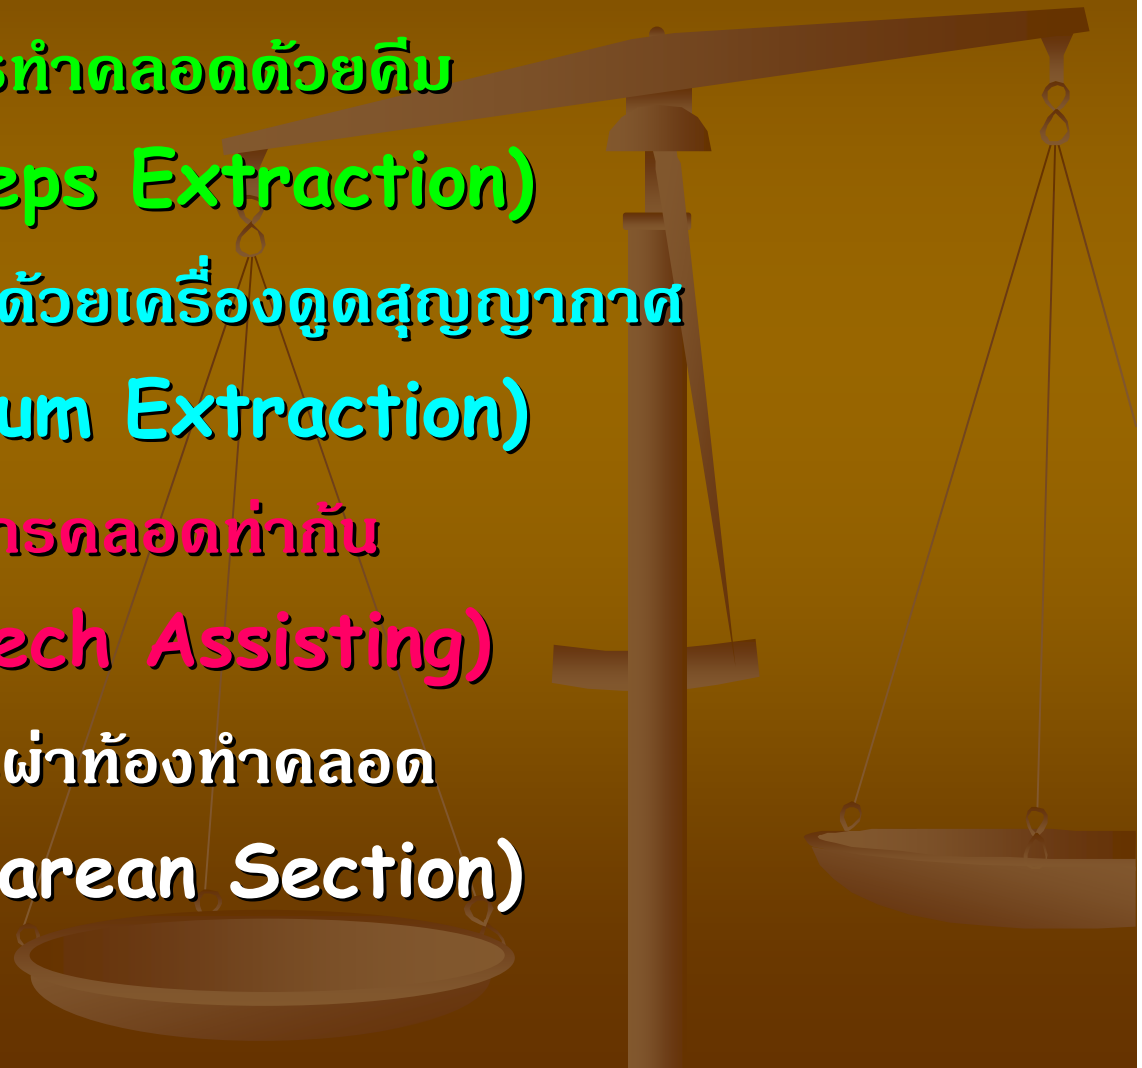 รทำคลอดด้วยคีม
eps Extraction)
ด้วยเครื่องดูดสุญญากาศ
um Extraction)
ารคลอดท่าก้น
ech Assisting)
ผ่าท้องทำคลอด
arean Section)